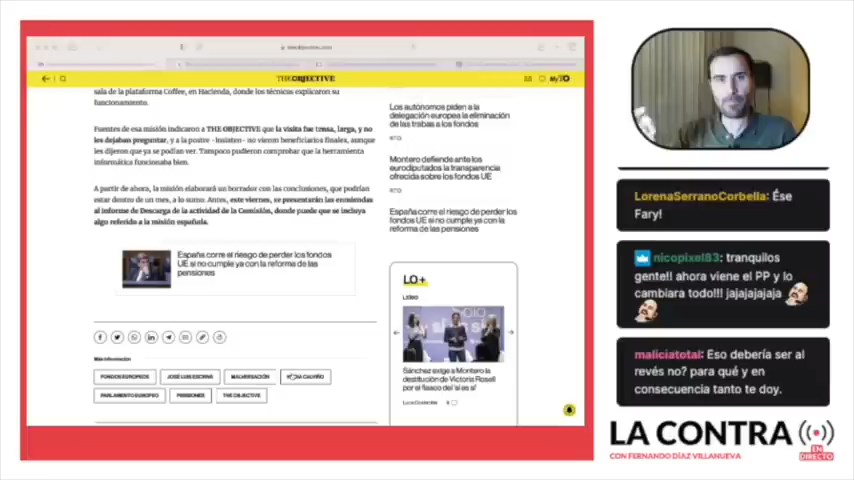 THE OBJECTIVE
MyTO
sala de la plataforma Coffee, en Hacienda, donde los técnicos explicaron su
funcionamiento.
Fuentes de esa misión indicaron a THE OBJECTIVE que la visita fue tensa, larga, y no
les dejaban preguntar, y a la postre -insisten- no vieron beneficiarios finales, aunque
les dijeron que ya se podían ver. Tampoco pudieron comprobar que la herramienta
informática funcionaba bien.
A partir de ahora, la misión elaborará un borrador con las conclusiones, que podrían
estar dentro de un mes, a lo sumo. Antes, este viernes, se presentarán las enmiendas
al informe de Descarga de la actividad de la Comisión, donde puede que se incluya
algo referido a la misión española.
España corre el riesgo de perder los fondos
UE si no cumple ya con la reforma de las
pensiones
Más información
FONDOS EUROPEOS
JOSÉ LUIS ESCRIVÁ
MALVERSACIÓN
CALVIÑO
PARLAMENTO EUROPEO
PENSIONES
THE OBJECTIVE
Los autónomos piden a la
delegación europea la eliminación
de las trabas a los fondos
Montero defiende ante los
eurodiputados la transparencia
ofrecida sobre los fondos UE
España corre el riesgo de perder los
fondos UE si no cumple ya con la
reforma de las pensiones
LO+
LEÍDO
Sánchez exige a Montero la
destitución de Victoria Rosell
por el fiasco del 'sí es sí'
LorenaSerranoCorbella: Ése
Fary!
nicopixel83: tranquilos
gente!! ahora viene el PP y lo
cambiara todo!!! jajajajajaja
maliciatotal: Eso debería ser al
revés no? para qué y en
consecuencia tanto te doy.
LA CONTRA
EN
DIRECTO
CON FERNANDO DÍAZ VILLANUEVA